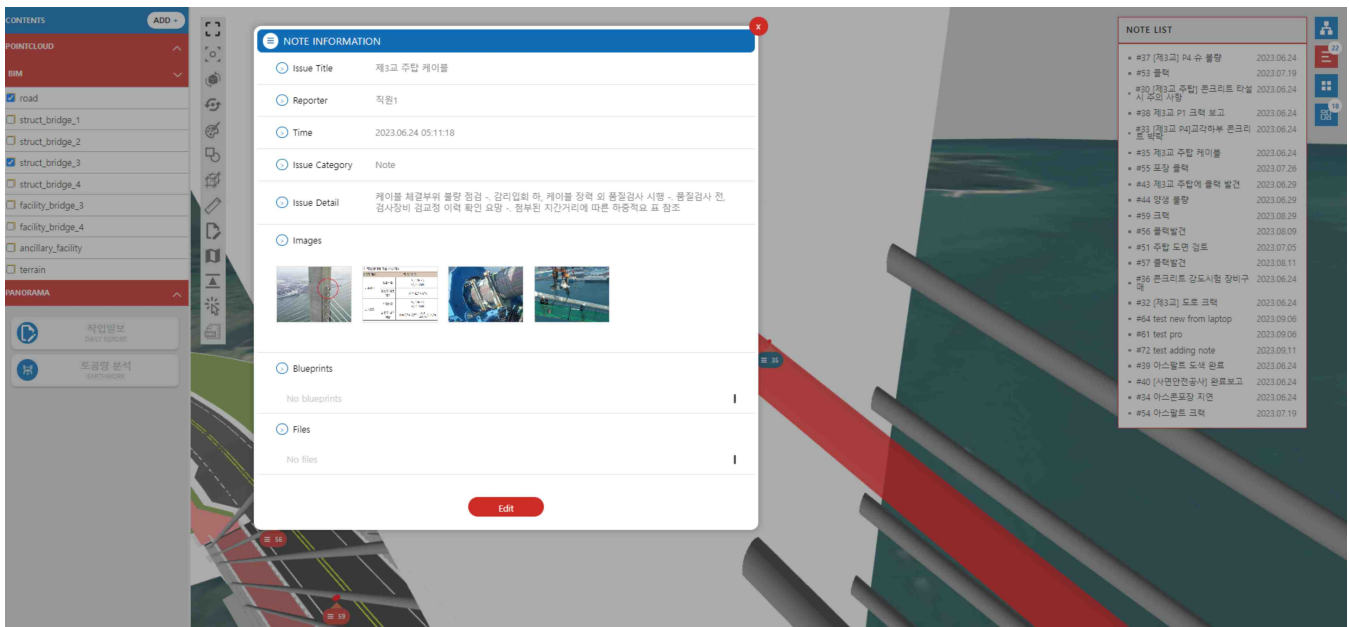 CONTENTS
ADD +
POINTCLOUD
BIM
road
struct_bridge_1
struct_bridge_2
struct_bridge_3
struct_bridge_4
facility_bridge_3
facility_bridge_4
ancillary_facility
terrain
PANORAMA
작업일보
DAILY REPORT
토공량 분석
EARTHWORK
NOTE INFORMATION
x
Issue Title 제3교 주탑 케이블
Reporter 직원1
Time 2023.06.24 05:11:18
Issue Category Note
Issue Detail 케이블 체결부위 불량 점검 -. 감리입회 하, 케이블 장력 외 품질검사 시행 -. 품질검사 전,
검사장비 검교정 이력 확인 요망 -. 첨부된 지간거리에 따른 하중적요 표 참조
Images
Blueprints
No blueprints
Files
No files
Edit
35
56
59
NOTE LIST
#37 [제3교] P4 슈 불량 2023.06.24
#53 클랙 2023.07.19
#30 [제3교 주탑] 콘크리트 타설 2023.06.24
시 주의 사항
#38 제3교 P1 크랙 보고 2023.06.24
#33 [제3교 P4]교각하부 콘크리 2023.06.24
트 박락
#35 제3교 주탑 케이블 2023.06.24
#55 포장 클랙 2023.07.26
#43 제3교 주탑에 클랙 발견 2023.06.29
#44 양생 불량 2023.06.29
#59 크랙 2023.08.29
#56 클랙발견 2023.08.09
#51 주탑 도면 검토 2023.07.05
#57 클랙발견 2023.08.11
#36 콘크리트 강도시험 장비구 2023.06.24
매
#32 [제3교] 도로 크랙 2023.06.24
#64 test new from laptop 2023.09.06
#61 test pro 2023.09.06
#72 test adding note 2023.09.11
#39 아스팔트 도색 완료 2023.06.24
#40 [사면안전공사] 완료보고 2023.06.24
#34 아스콘포장 지연 2023.06.24
#54 아스팔트 크랙 2023.07.19
22
18